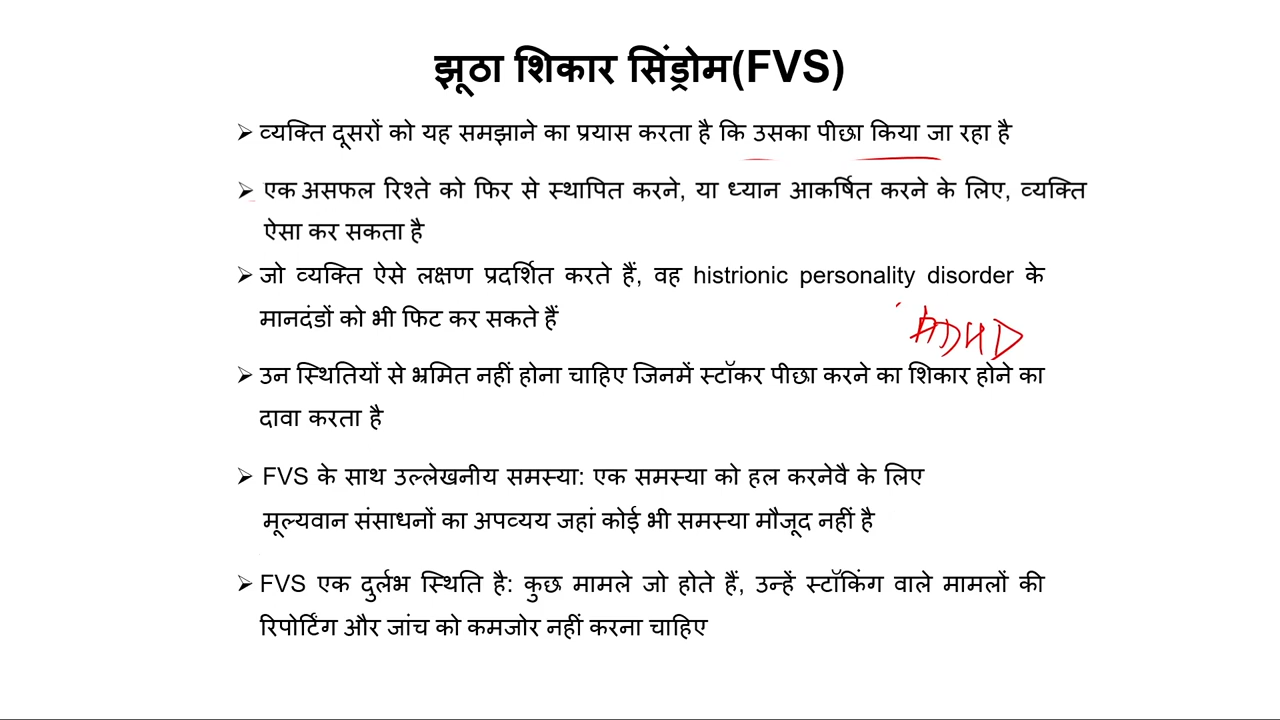 झूठा शिकार सिंड्रोम(FVS)
➢ व्यक्ति दूसरों को यह समझाने का प्रयास करता है कि उसका पीछा किया जा रहा है
➢ एक असफल रिश्ते को फिर से स्थापित करने, या ध्यान आकर्षित करने के लिए, व्यक्ति
ऐसा कर सकता है
➢ जो व्यक्ति ऐसे लक्षण प्रदर्शित करते हैं, वह histrionic personality disorder के
मानदंडों को भी फिट कर सकते हैं
ADHD
➢ उन स्थितियों से भ्रमित नहीं होना चाहिए जिनमें स्टॉकर पीछा करने का शिकार होने का
दावा करता है
➢ FVS के साथ उल्लेखनीय समस्या: एक समस्या को हल करनेवै के लिए
मूल्यवान संसाधनों का अपव्यय जहां कोई भी समस्या मौजूद नहीं है
➢ FVS एक दुर्लभ स्थिति है: कुछ मामले जो होते हैं, उन्हें स्टॉकिंग वाले मामलों की
रिपोर्टिंग और जांच को कमजोर नहीं करना चाहिए